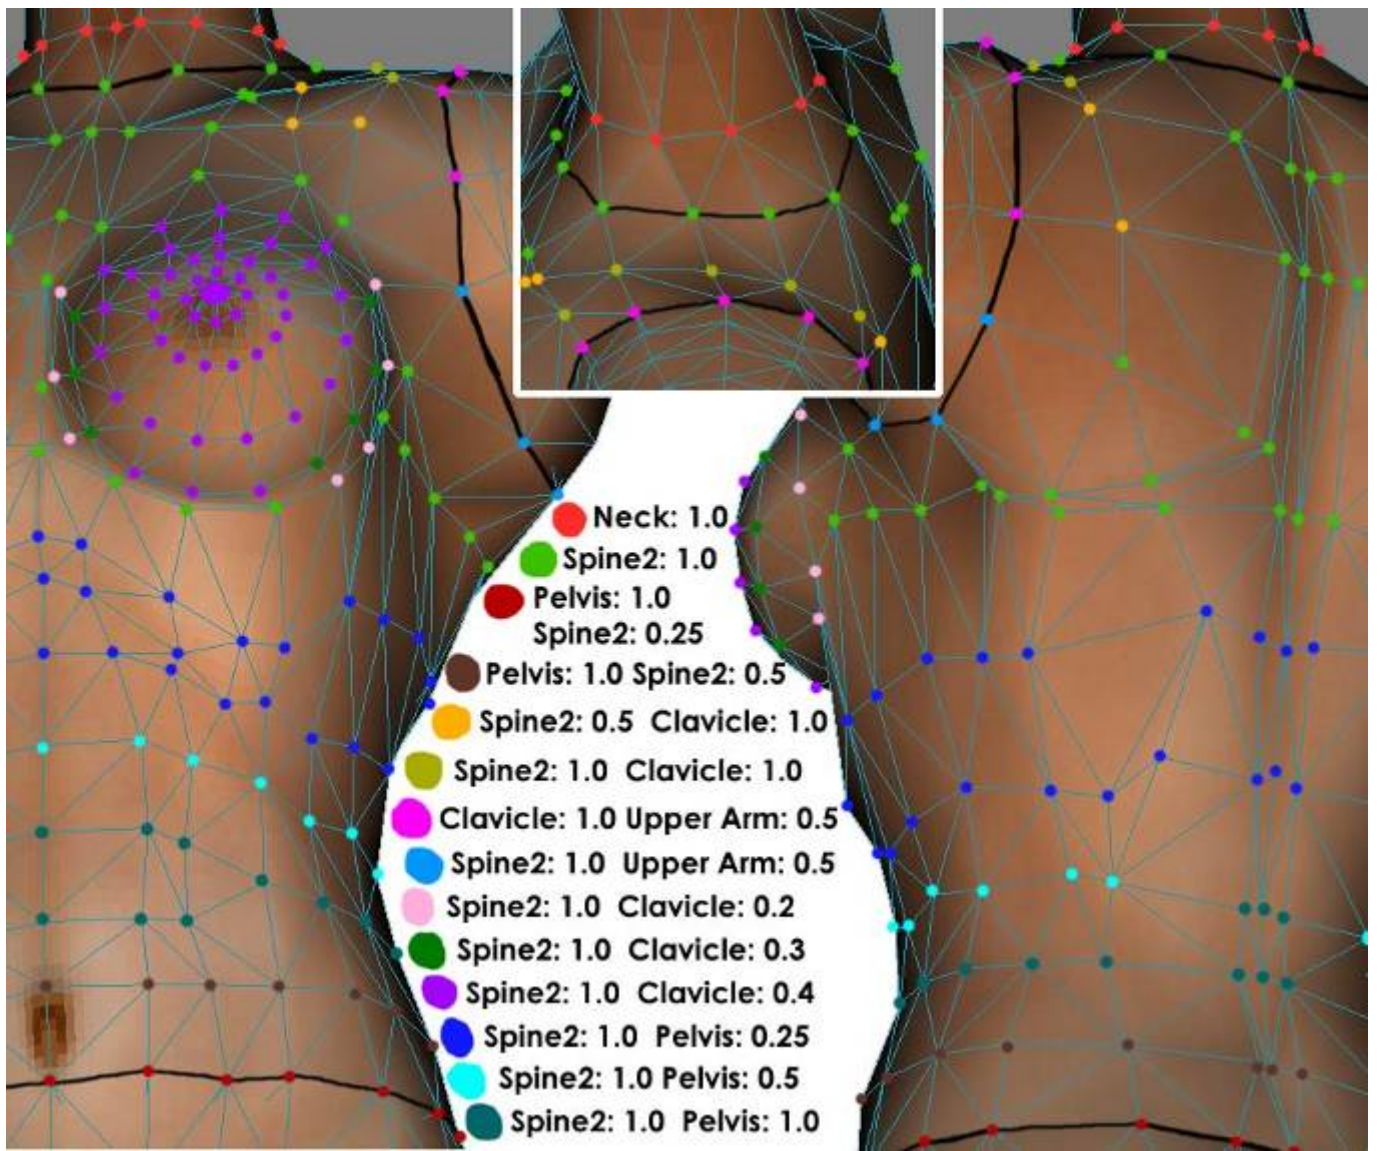 Neck: 1.0
Spine2: 1.0
Pelvis: 1.0
Spine2: 0.25
Pelvis: 1.0 Spine2: 0.5
Spine2: 0.5 Clavicle: 1.0
Spine2: 1.0 Clavicle: 1.0
Clavicle: 1.0 Upper Arm: 0.5
Spine2: 1.0 Upper Arm: 0.5
Spine2: 1.0 Clavicle: 0.2
Spine2: 1.0 Clavicle: 0.3
Spine2: 1.0 Clavicle: 0.4
Spine2: 1.0 Pelvis: 0.25
Spine2: 1.0 Pelvis: 0.5
Spine2: 1.0 Pelvis: 1.0